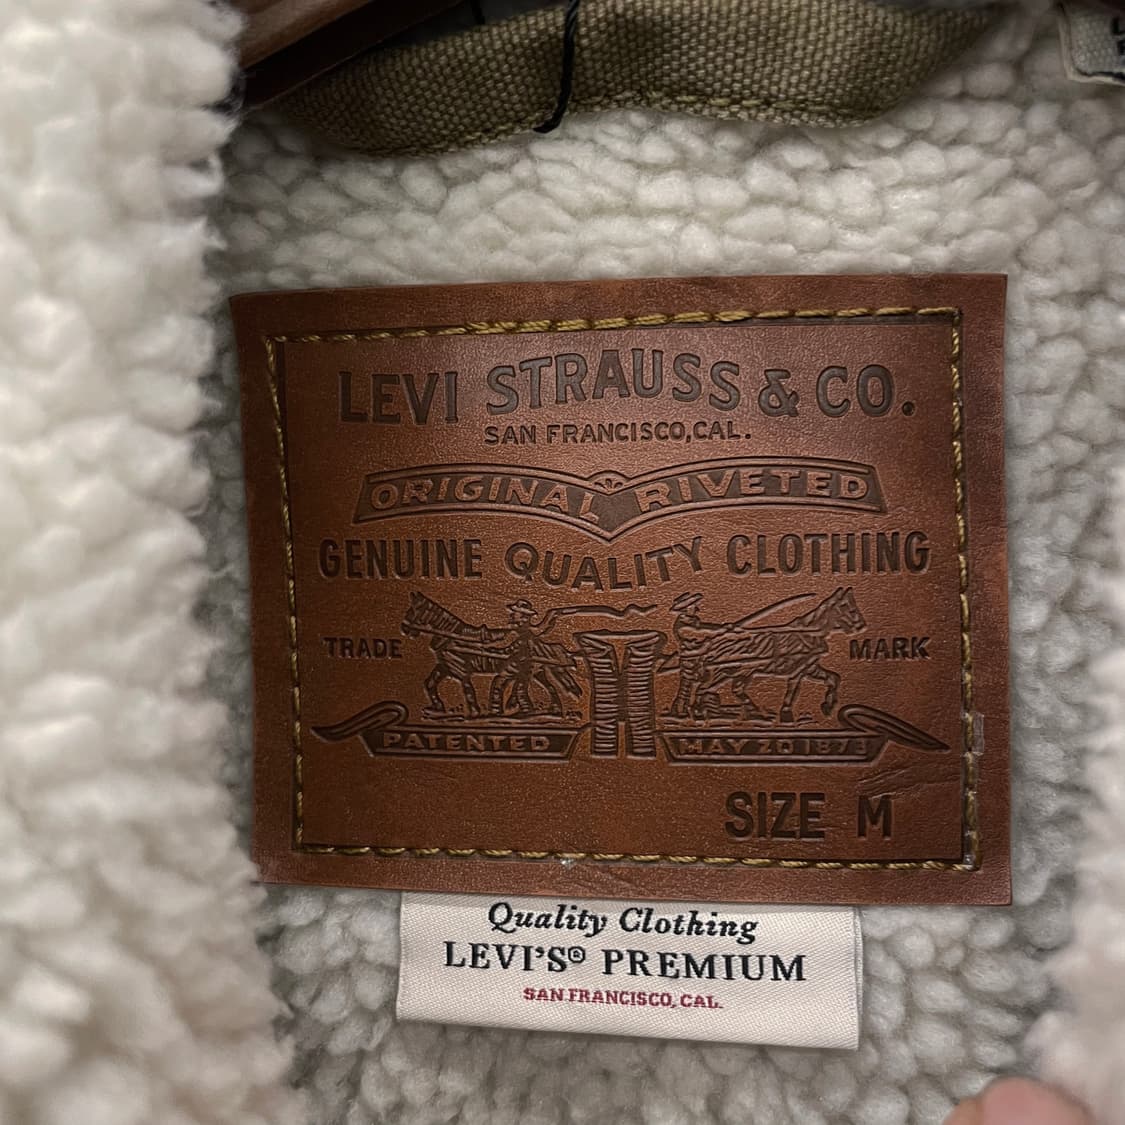 LEVI STRAUSS & CO.
SAN FRANCISCO, CAL.
ORIGINAL RIVETED
GENUINE QUALITY CLOTHING
TRADE MARK
PATENTED MAY 20 1873
SIZE M
Quality Clothing
LEVI'S® PREMIUM
SAN FRANCISCO, CAL.